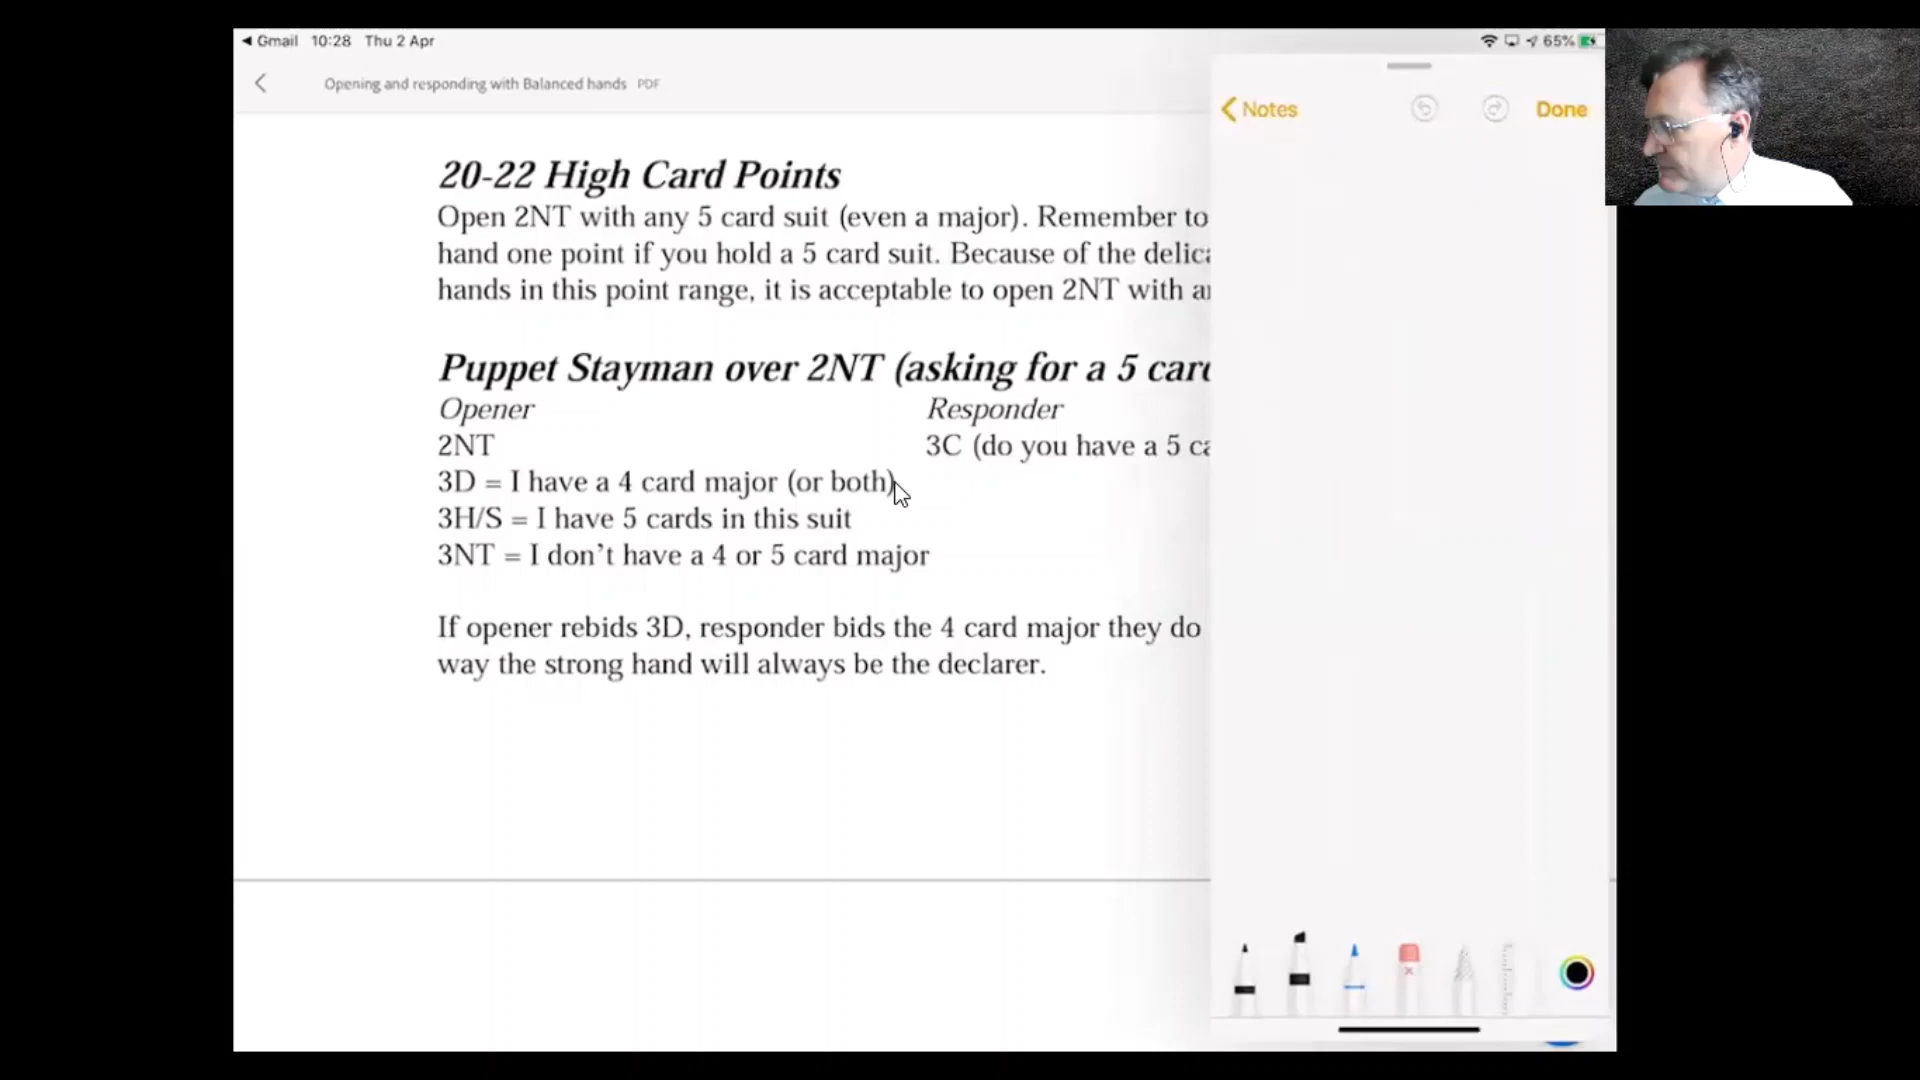 Gmail 10:28 Thu 2 Apr
65%
Opening and responding with Balanced hands PDF
Notes
Done
20-22 High Card Points
Open 2NT with any 5 card suit (even a major). Remember to
hand one point if you hold a 5 card suit. Because of the
hands in this point range, it is acceptable to open 2NT with
Puppet Stayman over 2NT (asking for a 5
Opener
Responder
2NT
3C (do you have a 5
3D = I have a 4 card major (or both)
3H/S = I have 5 cards in this suit
3NT = I don't have a 4 or 5 card major
If opener rebids 3D, responder bids the 4 card major they do
way the strong hand will always be the declarer.